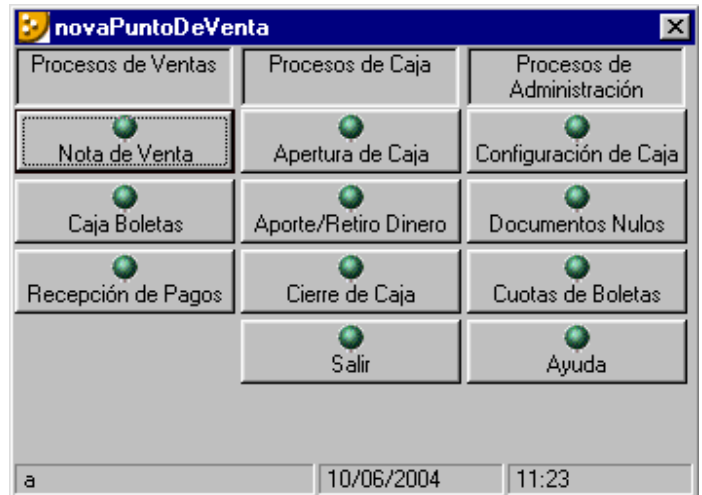 novaPuntoDeVenta
Procesos de Ventas
Procesos de Caja
Procesos de
Administración
Nota de Venta
Apertura de Caja
Configuración de Caja
Caja Boletas
Aporte/Retiro Dinero
Documentos Nulos
Recepción de Pagos
Cierre de Caja
Cuotas de Boletas
Salir
Ayuda
a
10/06/2004
11:23